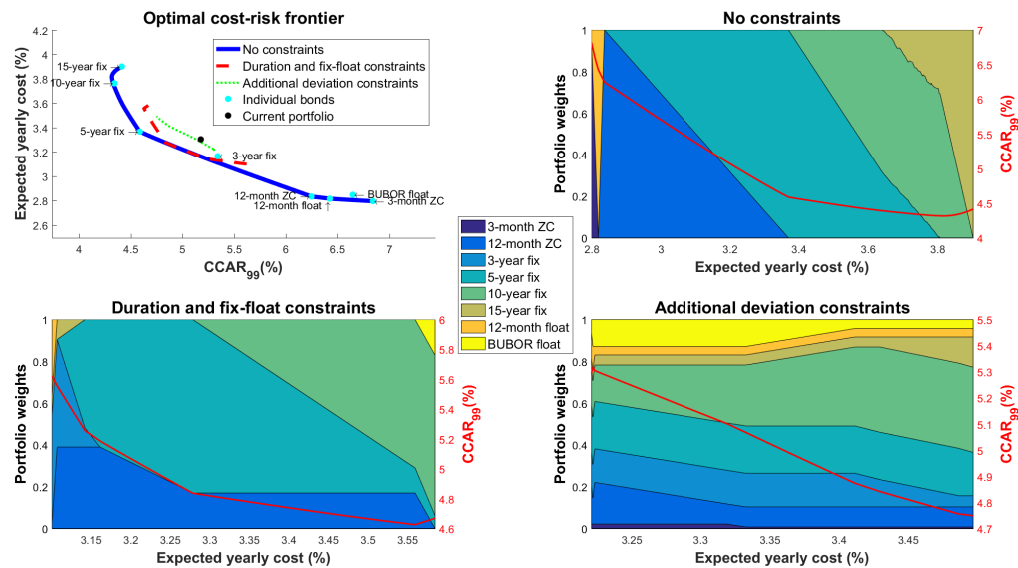 Optimal cost-risk frontier
4.2
4
3.8
3.6
3.4
3.2
3
2.8
2.6
Expected yearly cost (%)
4
4.5
5
5.5
6
6.5
7
CCAR99(%)
No constraints
Duration and fix-float constraints
Additional deviation constraints
Individual bonds
Current portfolio
15-year fix →
10-year fix →
5-year fix →
← 3-year fix
12-month ZC →
12-month float ↑
← BUBOR float
← 3-month ZC
No constraints
1
0.8
0.6
0.4
0.2
0
Portfolio weights
2.8
3
3.2
3.4
3.6
3.8
Expected yearly cost (%)
7
6.5
6
5.5
5
4.5
4
CCAR99(%)
3-month ZC
12-month ZC
3-year fix
5-year fix
10-year fix
15-year fix
12-month float
BUBOR float
Duration and fix-float constraints
1
0.8
0.6
0.4
0.2
0
Portfolio weights
3.15
3.2
3.25
3.3
3.35
3.4
3.45
3.5
3.55
Expected yearly cost (%)
6
5.8
5.6
5.4
5.2
5
4.8
4.6
CCAR99(%)
Additional deviation constraints
1
0.8
0.6
0.4
0.2
0
Portfolio weights
3.25
3.3
3.35
3.4
3.45
Expected yearly cost (%)
5.5
5.4
5.3
5.2
5.1
5
4.9
4.8
4.7
CCAR99(%)